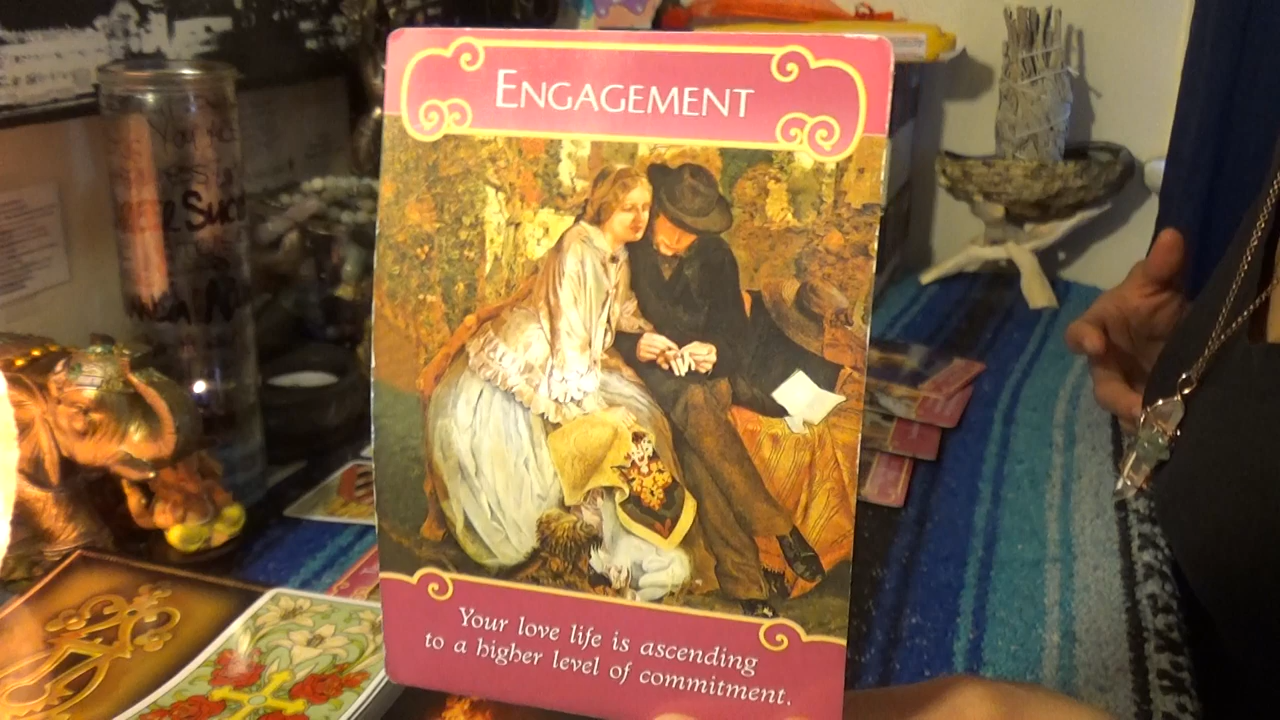 ENGAGEMENT
Your love life is ascending
to a higher level of commitment.